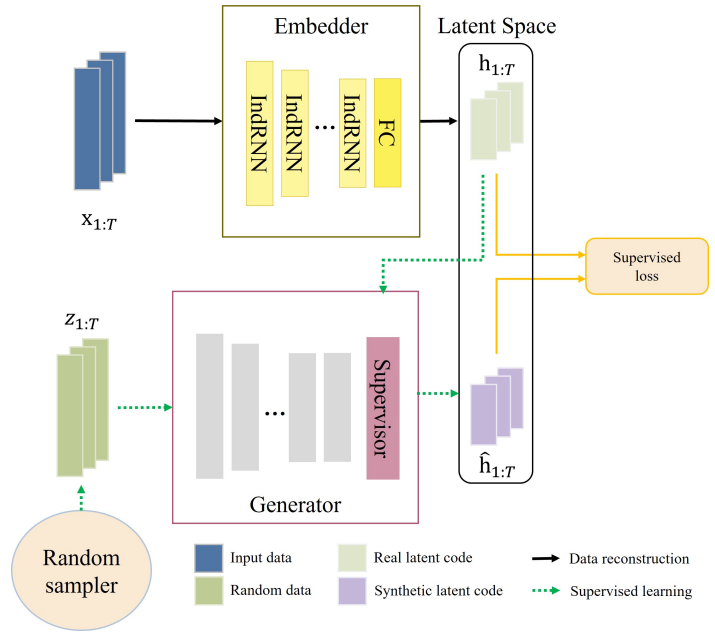 Embedder
Latent Space
IndRNN
IndRNN
...
IndRNN
FC
h1:T
x1:T
Supervised
loss
z1:T
...
Supervisor
Generator
ĥ1:T
Random
sampler
Input data
Real latent code
Data reconstruction
Random data
Synthetic latent code
Supervised learning